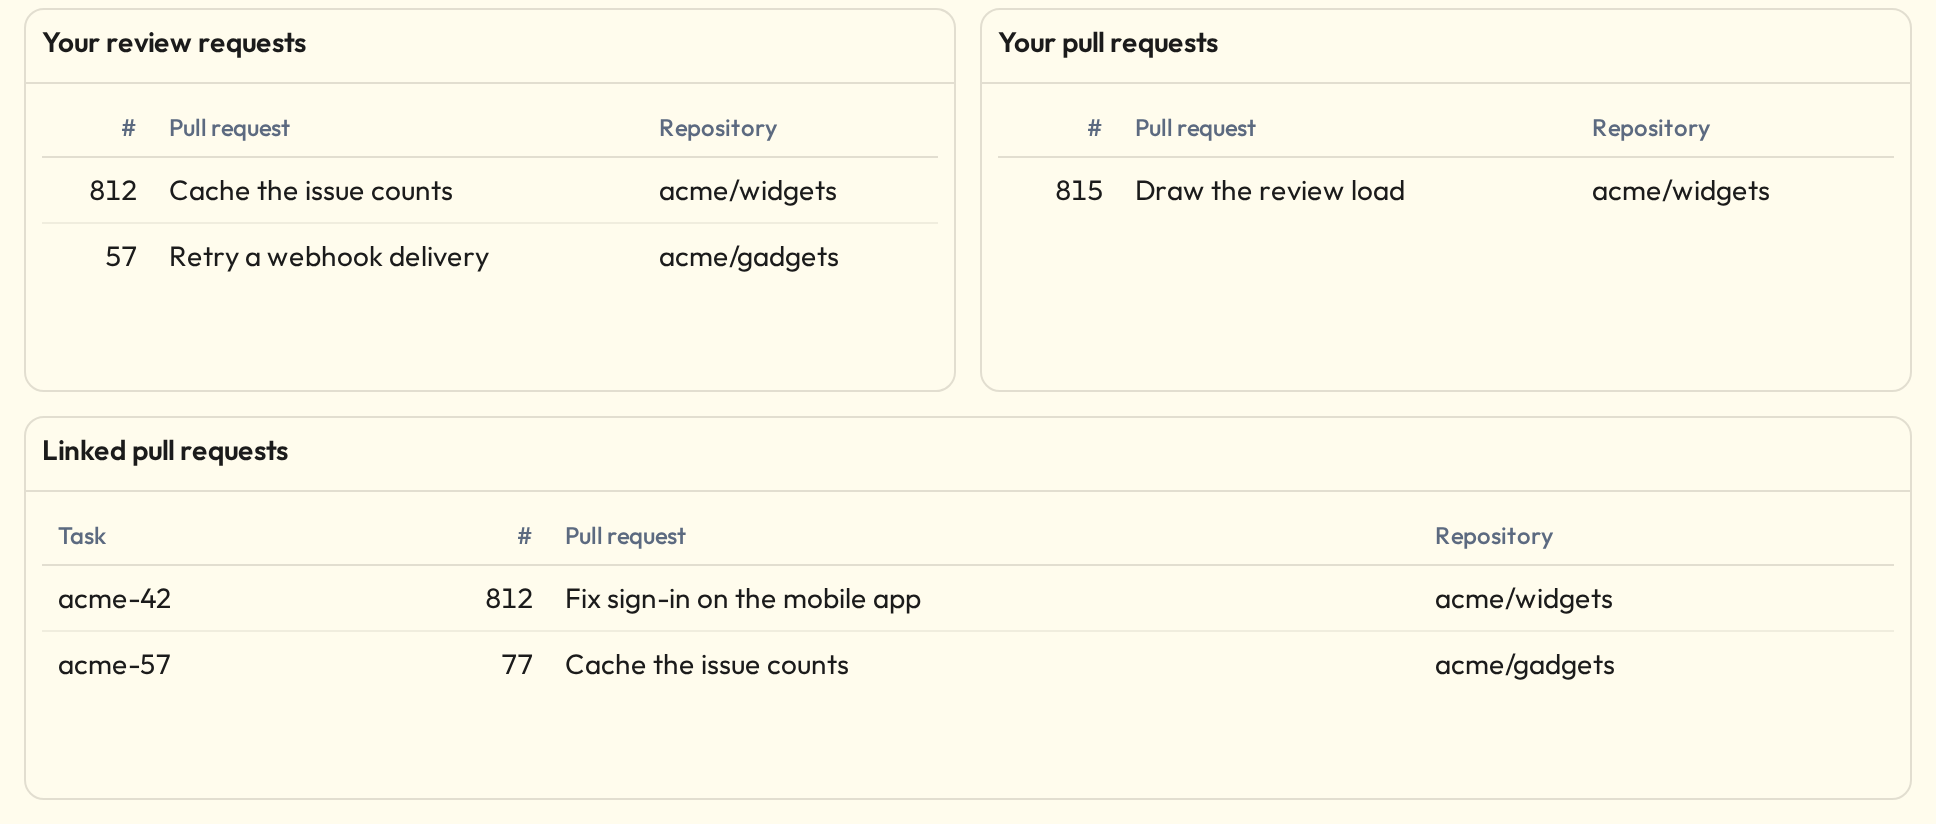 Your review requests
# Pull request Repository
812 Cache the issue counts acme/widgets
57 Retry a webhook delivery acme/gadgets
Your pull requests
# Pull request Repository
815 Draw the review load acme/widgets
Linked pull requests
Task # Pull request Repository
acme-42 812 Fix sign-in on the mobile app acme/widgets
acme-57 77 Cache the issue counts acme/gadgets